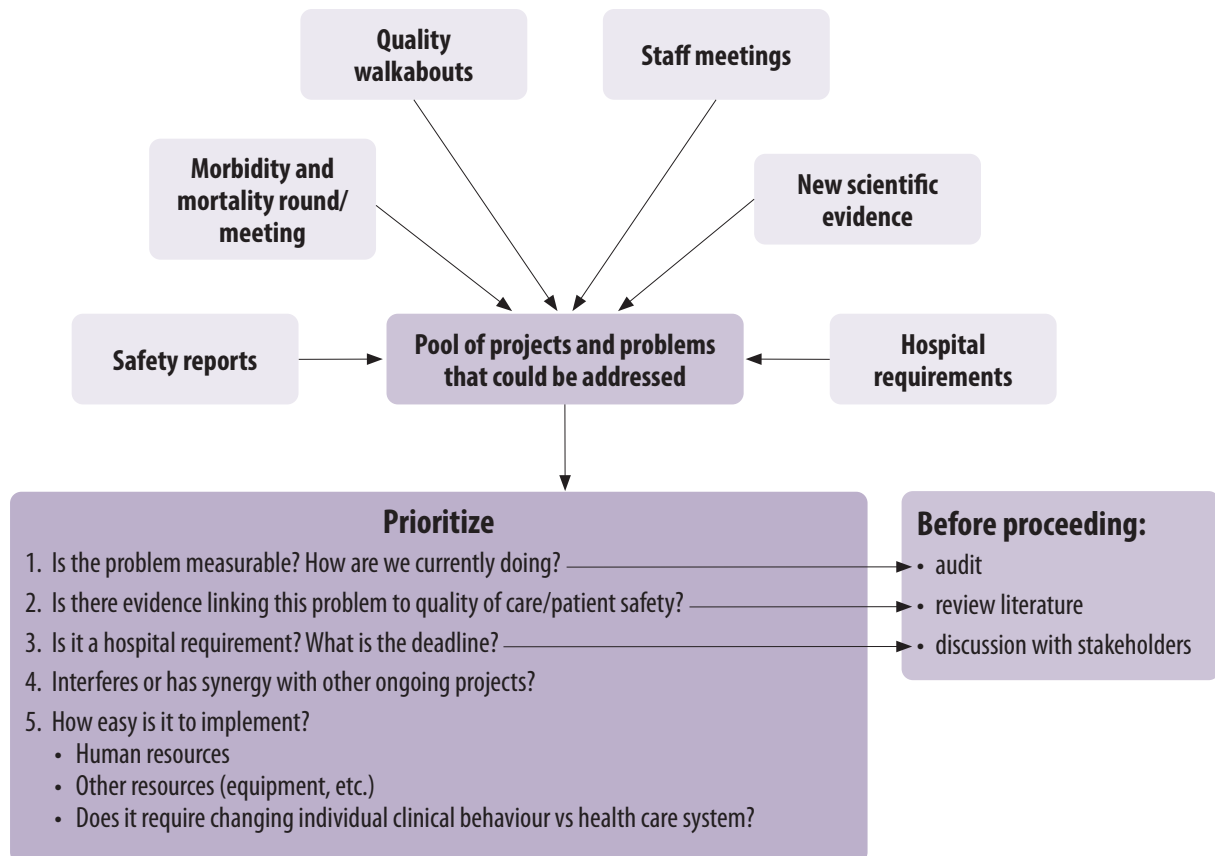 Quality
walkabouts
Staff meetings
Morbidity and
mortality round/
meeting
New scientific
evidence
Safety reports
Pool of projects and problems
that could be addressed
Hospital
requirements
Prioritize
1. Is the problem measurable? How are we currently doing?
2. Is there evidence linking this problem to quality of care/patient safety?
3. Is it a hospital requirement? What is the deadline?
4. Interferes or has synergy with other ongoing projects?
5. How easy is it to implement?
• Human resources
• Other resources (equipment, etc.)
• Does it require changing individual clinical behaviour vs health care system?
Before proceeding:
• audit
• review literature
• discussion with stakeholders